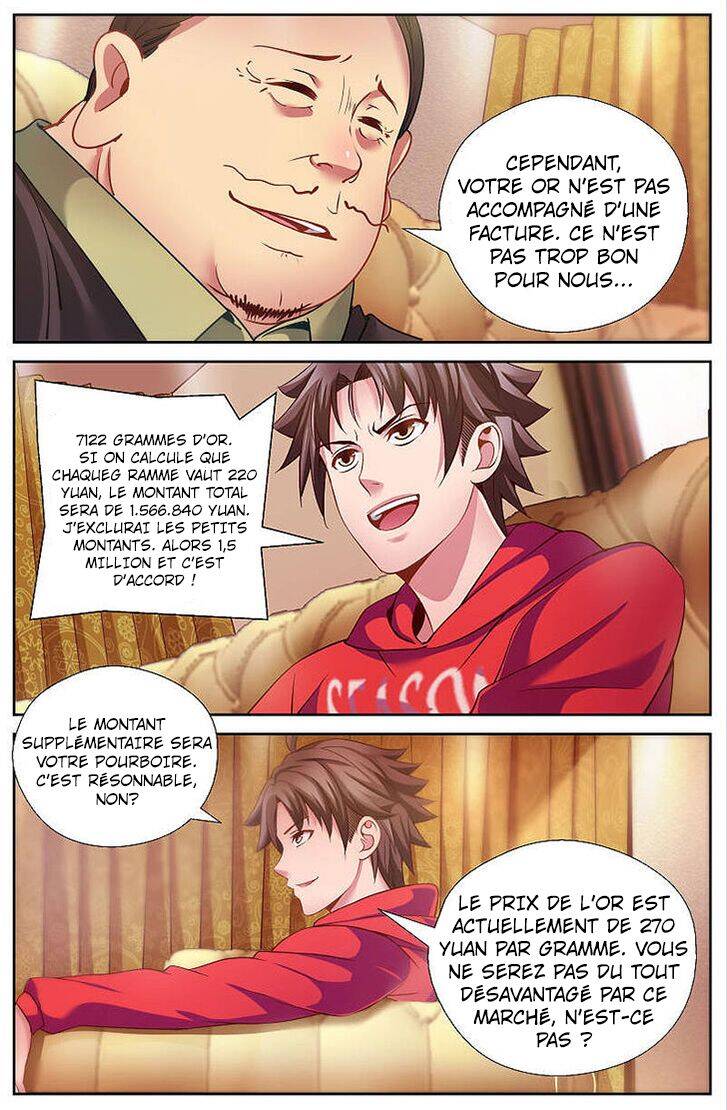 CEPENDANT,
VOTRE OR N'EST PAS
ACCOMPAGNÉ D'UNE
FACTURE. CE N'EST
PAS TROP BON
POUR NOUS...
7122 GRAMMES D'OR.
SI ON CALCULE QUE
CHAQUEG RAMME VAUT 220
YUAN, LE MONTANT TOTAL
SERA DE 1.566.840 YUAN.
J'EXCLURAI LES PETITS
MONTANTS. ALORS 1,5
MILLION ET C'EST
D'ACCORD !
SEASON
LE MONTANT
SUPPLÉMENTAIRE SERA
VOTRE POURBOIRE.
C'EST RÉSONNABLE,
NON?
LE PRIX DE L'OR EST
ACTUELLEMENT DE 270
YUAN PAR GRAMME. VOUS
NE SEREZ PAS DU TOUT
DÉSAVANTAGÉ PAR CE
MARCHÉ, N'EST-CE
PAS ?